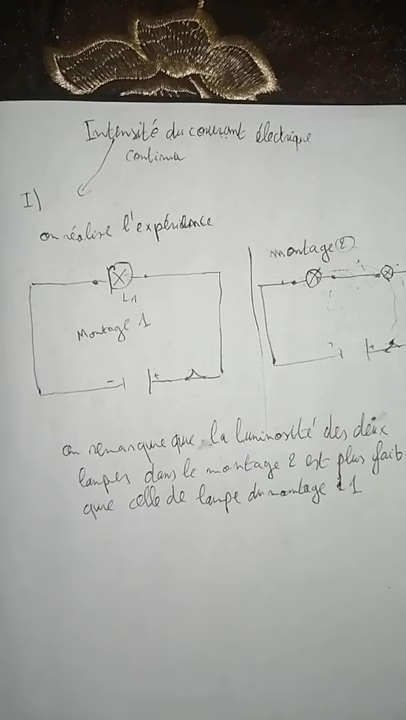 Intensité du courant électrique
continu
I)
on réalise l'expérience
montage (2)
L1
Montage 1
- +
- +
on remarque que la luminosité des deux
lampes dans le montage 2 est plus faib
que celle de lampe du montage 1